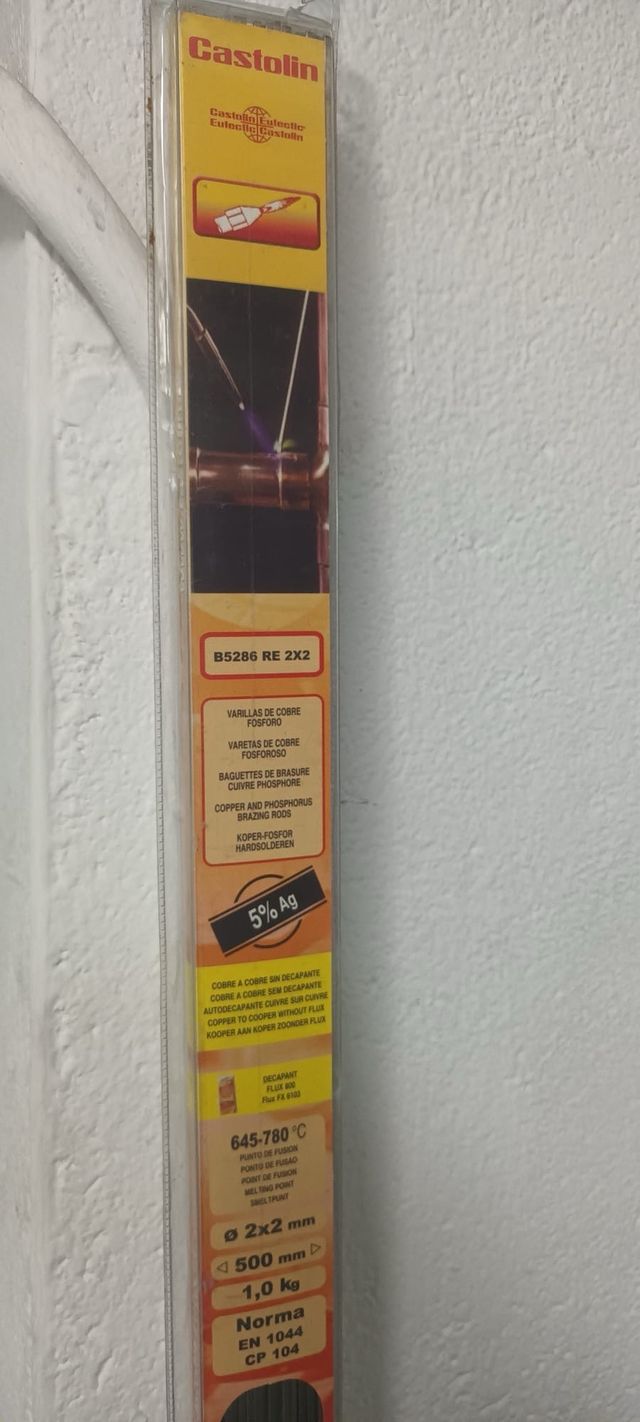 Castolin
Castolin Eutectic
Eutectic Castolin
B5286 RE 2X2
VARILLAS DE COBRE
FOSFORO
VARETAS DE COBRE
FOSFOROSO
BAGUETTES DE BRASURE
CUIVRE PHOSPHORE
COPPER AND PHOSPHORUS
BRAZING RODS
KOPER-FOSFOR
HARDSOLDEREN
5% Ag
COBRE A COBRE SIN DECAPANTE
COBRE A COBRE SEM DECAPANTE
AUTODECAPANTE CUIVRE SUR CUIVRE
COPPER TO COOPER WITHOUT FLUX
KOOPER AAN KOPER ZOONDER FLUX
DECAPANT
FLUX 800
Flux FX 6103
645-780 °C
PUNTO DE FUSION
PONTO DE FUSAO
POINT DE FUSION
MELTING POINT
SMELTPUNT
ø 2x2 mm
500 mm
1,0 kg
Norma
EN 1044
CP 104